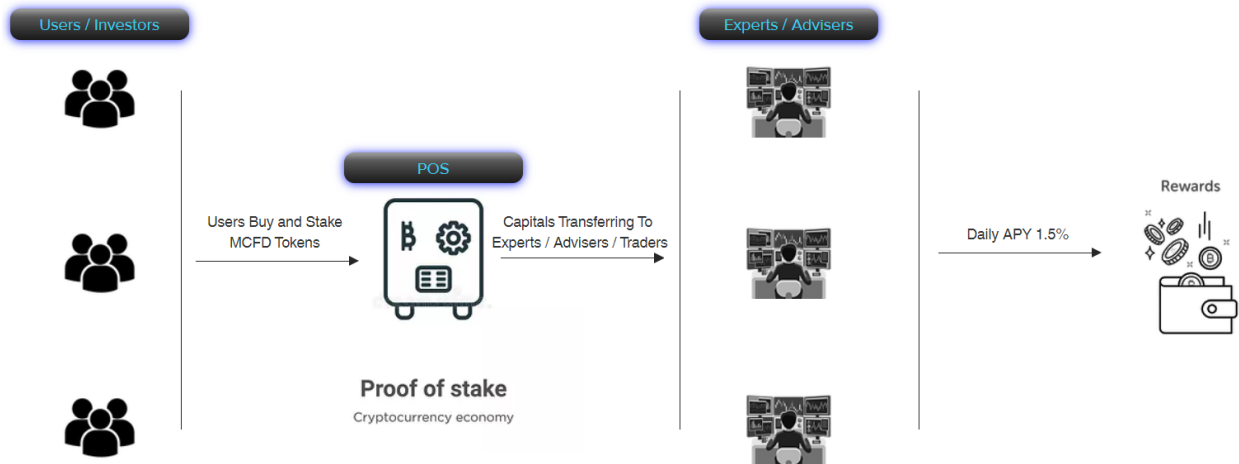 Users / Investors
Experts / Advisers
POS
Users Buy and Stake
MCFD Tokens
Capitals Transferring To
Experts / Advisers / Traders
Daily APY 1.5%
Rewards
Proof of stake
Cryptocurrency economy